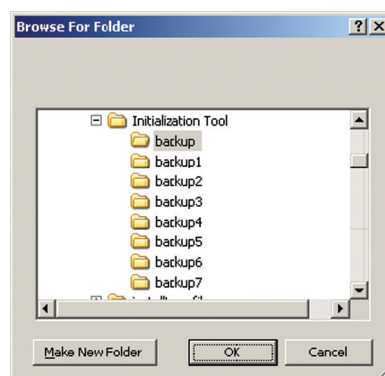 Browse For Folder
Initialization Tool
backup
backup1
backup2
backup3
backup4
backup5
backup6
backup7
Make New Folder
OK
Cancel